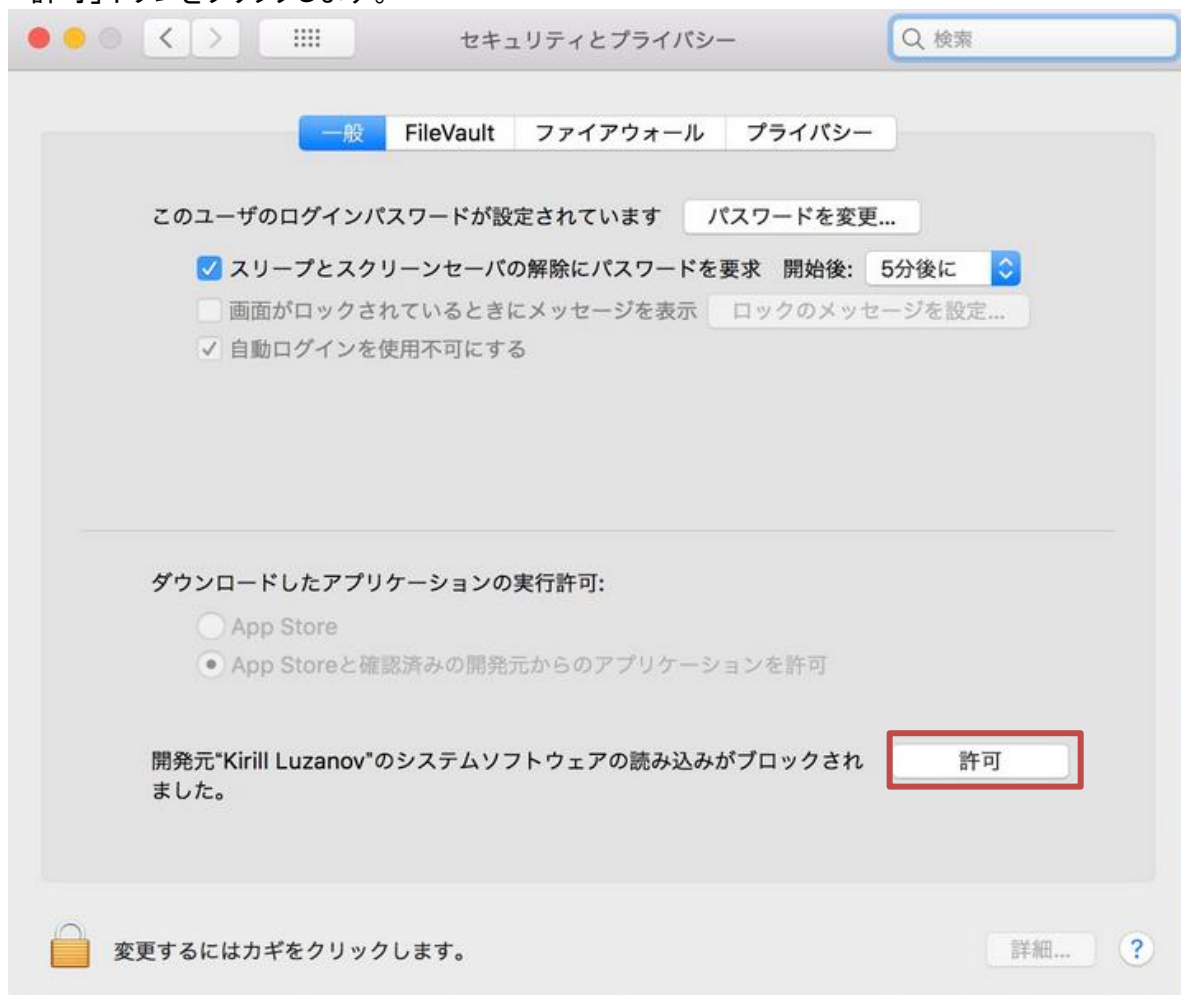 セキュリティとプライバシー
検索
一般 FileVault ファイアウォール プライバシー
このユーザのログインパスワードが設定されています パスワードを変更...
スリープとスクリーンセーバの解除にパスワードを要求 開始後: 5分後に
画面がロックされているときにメッセージを表示 ロックのメッセージを設定...
自動ログインを使用不可にする
ダウンロードしたアプリケーションの実行許可:
App Store
App Storeと確認済みの開発元からのアプリケーションを許可
開発元“Kirill Luzanov”のシステムソフトウェアの読み込みがブロックされ 許可
ました。
変更するにはカギをクリックします。 詳細... ?